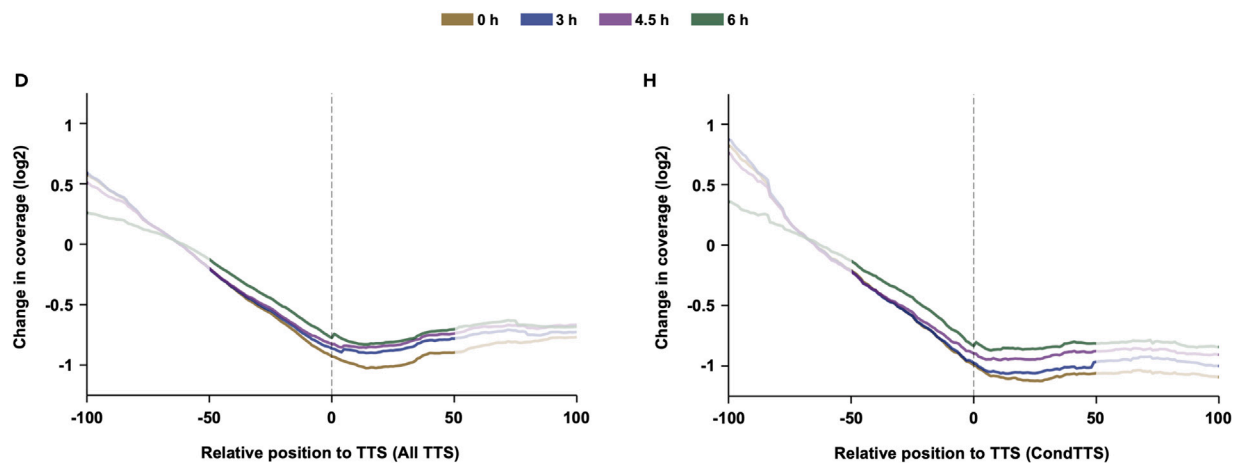 0 h 3 h 4.5 h 6 h
D H
1 1
0.5 0.5
0 0
-0.5 -0.5
-1 -1
Change in coverage (log2) Change in coverage (log2)
-100 -50 0 50 100 -100 -50 0 50 100
Relative position to TTS (All TTS) Relative position to TTS (CondTTS)